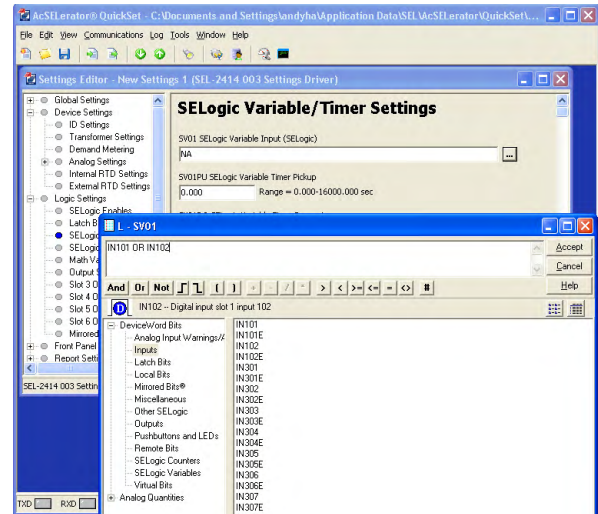 AcSELerator® QuickSet - C:\Documents and Settings\andyha\Application Data\SEL\AcSELerator\QuickSet\...
File Edit View Communications Log Tools Window Help
Settings Editor - New Settings 1 (SEL-2414 003 Settings Driver)
Global Settings
Device Settings
ID Settings
Transformer Settings
Demand Metering
Analog Settings
Internal RTD Settings
External RTD Settings
Logic Settings
SELogic Enables
Latch B
SELogic
SELogic
Math Va
Output S
Slot 3 D
Slot 4 D
Slot 5 D
Slot 6 D
Mirrored
Front Panel
Report Setti
SEL-2414 003 Settin
TXD RXD
SELogic Variable/Timer Settings
SV01 SELogic Variable Input (SELogic)
NA
...
SV01PU SELogic Variable Timer Pickup
0.000 Range = 0.000-16000.000 sec
L - SV01
IN101 OR IN102
Accept
Cancel
Help
And Or Not ( ) + - / * > < >= <= = <> #
D IN102 -- Digital input slot 1 input 102
DeviceWord Bits
Analog Input Warnings/A
Inputs
Latch Bits
Local Bits
Mirrored Bits®
Miscellaneous
Other SELogic
Outputs
Pushbuttons and LEDs
Remote Bits
SELogic Counters
SELogic Variables
Virtual Bits
Analog Quantities
IN101
IN101E
IN102
IN102E
IN301
IN301E
IN302
IN302E
IN303
IN303E
IN304
IN304E
IN305
IN305E
IN306
IN306E
IN307
IN307E